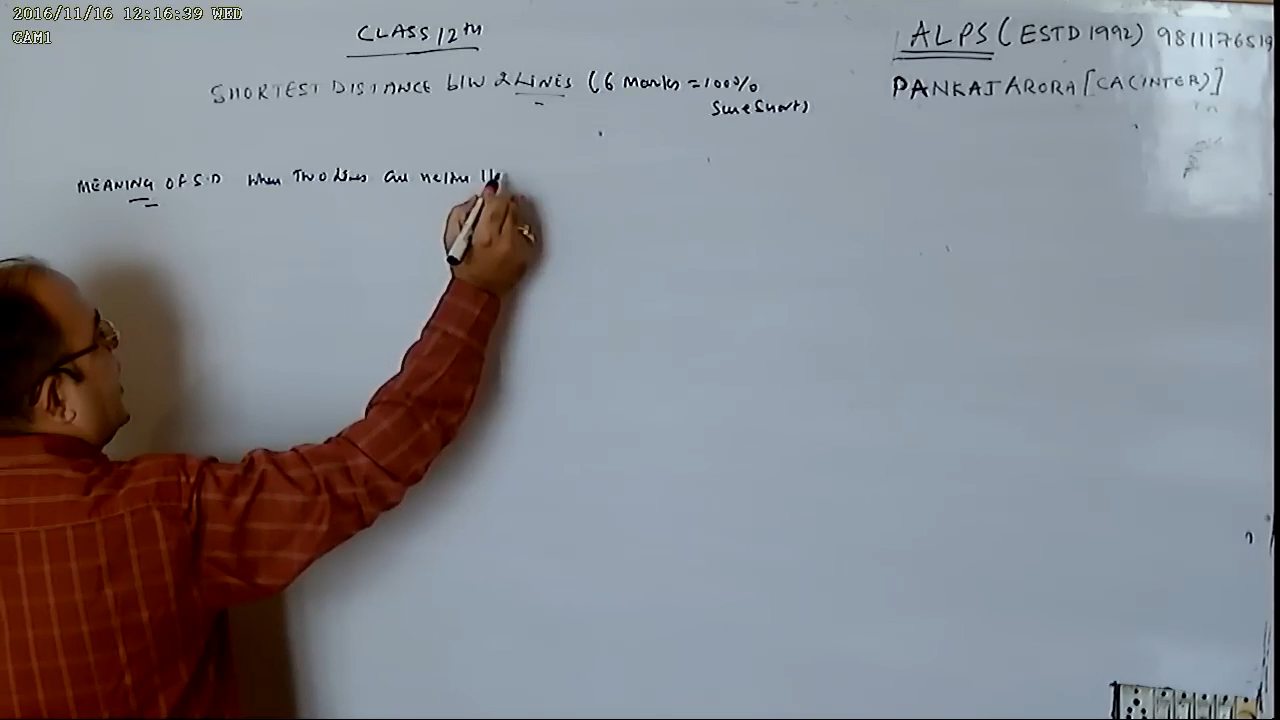 2016/11/16 12:16:39 WED
CAM1
CLASS 12TH
ALPS (ESTD 1992) 9811176519
SHORTEST DISTANCE B/W 2 LINES (6 Marks = 100%
Sure Short)
PANKAJ ARORA [CA (INTER)]
MEANING OF S.D When Two lines are neither